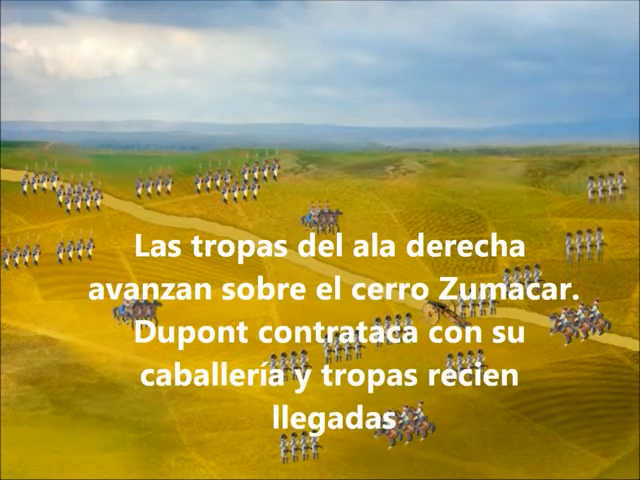 Las tropas del ala derecha
avanzan sobre el cerro Zumacar.
Dupont contrataca con su
caballería y tropas recien
llegadas